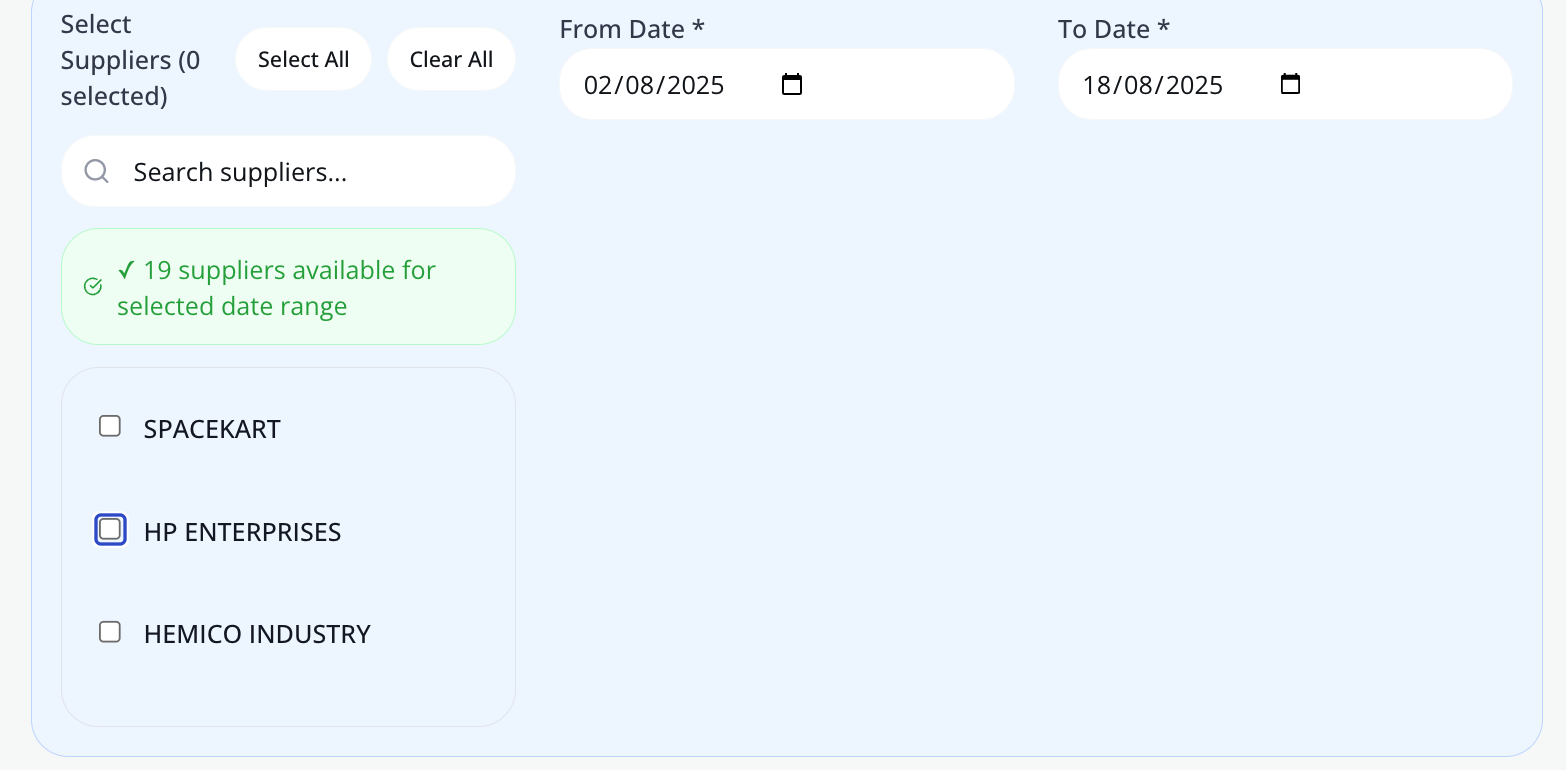 Select
Suppliers (0
selected)
Select All
Clear All
From Date *
02/08/2025
To Date *
18/08/2025
Search suppliers...
✓ 19 suppliers available for
selected date range
SPACEKART
HP ENTERPRISES
HEMICO INDUSTRY